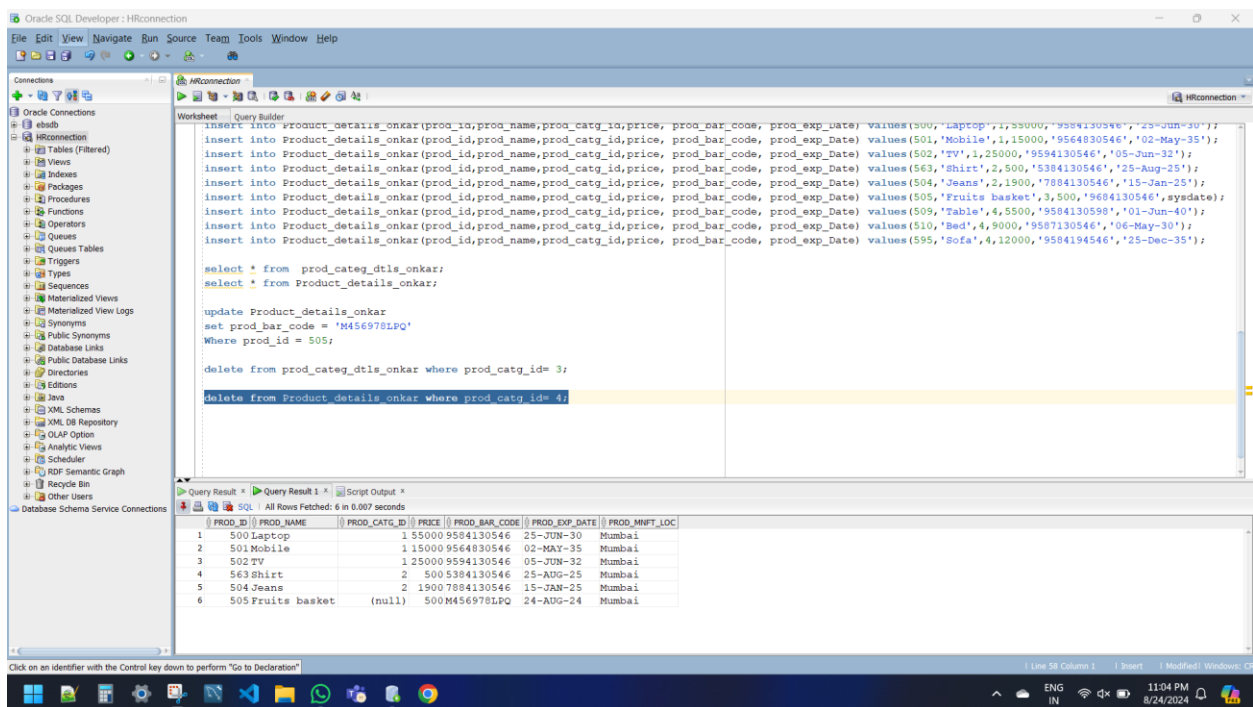 Oracle SQL Developer : HRconnection
File Edit View Navigate Run Source Team Tools Window Help
Connections
HRconnection
HRconnection
Worksheet Query Builder
Oracle Connections
ebsdb
HRconnection
Tables (Filtered)
Views
Indexes
Packages
Procedures
Functions
Operators
Queues
Queues Tables
Triggers
Types
Sequences
Materialized Views
Materialized View Logs
Synonyms
Public Synonyms
Database Links
Public Database Links
Directories
Editions
Java
XML Schemas
XML DB Repository
OLAP Option
Analytic Views
Scheduler
RDF Semantic Graph
Recycle Bin
Other Users
Database Schema Service Connections
insert into Product_details_onkar(prod_id,prod_name,prod_catg_id,price, prod_bar_code, prod_exp_Date) values(500,'Laptop',1,55000,'9584130546','25-Jun-30');
insert into Product_details_onkar(prod_id,prod_name,prod_catg_id,price, prod_bar_code, prod_exp_Date) values(501,'Mobile',1,15000,'9564830546','02-May-35');
insert into Product_details_onkar(prod_id,prod_name,prod_catg_id,price, prod_bar_code, prod_exp_Date) values(502,'TV',1,25000,'9594130546','05-Jun-32');
insert into Product_details_onkar(prod_id,prod_name,prod_catg_id,price, prod_bar_code, prod_exp_Date) values(563,'Shirt',2,500,'5384130546','25-Aug-25');
insert into Product_details_onkar(prod_id,prod_name,prod_catg_id,price, prod_bar_code, prod_exp_Date) values(504,'Jeans',2,1900,'7884130546','15-Jan-25');
insert into Product_details_onkar(prod_id,prod_name,prod_catg_id,price, prod_bar_code, prod_exp_Date) values(505,'Fruits basket',3,500,'9684130546',sysdate);
insert into Product_details_onkar(prod_id,prod_name,prod_catg_id,price, prod_bar_code, prod_exp_Date) values(509,'Table',4,5500,'9584130598','01-Jun-40');
insert into Product_details_onkar(prod_id,prod_name,prod_catg_id,price, prod_bar_code, prod_exp_Date) values(510,'Bed',4,9000,'9587130546','06-May-30');
insert into Product_details_onkar(prod_id,prod_name,prod_catg_id,price, prod_bar_code, prod_exp_Date) values(595,'Sofa',4,12000,'9584194546','25-Dec-35');
select * from prod_categ_dtls_onkar;
select * from Product_details_onkar;
update Product_details_onkar
set prod_bar_code = 'M456978LPQ'
Where prod_id = 505;
delete from prod_categ_dtls_onkar where prod_catg_id= 3;
delete from Product_details_onkar where prod_catg_id= 4;
Query Result × Query Result 1 × Script Output ×
SQL | All Rows Fetched: 6 in 0.007 seconds
PROD_ID PROD_NAME PROD_CATG_ID PRICE PROD_BAR_CODE PROD_EXP_DATE PROD_MNFT_LOC
1 500 Laptop 1 55000 9584130546 25-JUN-30 Mumbai
2 501 Mobile 1 15000 9564830546 02-MAY-35 Mumbai
3 502 TV 1 25000 9594130546 05-JUN-32 Mumbai
4 563 Shirt 2 500 5384130546 25-AUG-25 Mumbai
5 504 Jeans 2 1900 7884130546 15-JAN-25 Mumbai
6 505 Fruits basket (null) 500 M456978LPQ 24-AUG-24 Mumbai
Click on an identifier with the Control key down to perform "Go to Declaration"
Line 58 Column 1 | Insert | Modified| Windows: CR
ENG
IN
11:04 PM
8/24/2024